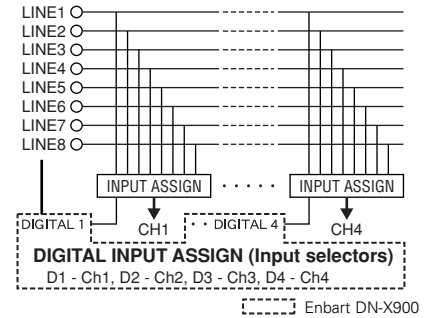 LINE1
LINE2
LINE3
LINE4
LINE5
LINE6
LINE7
LINE8
INPUT ASSIGN · · · · · INPUT ASSIGN
DIGITAL 1 CH1 · · DIGITAL 4 CH4
DIGITAL INPUT ASSIGN (Input selectors)
D1 - Ch1, D2 - Ch2, D3 - Ch3, D4 - Ch4
Enbart DN-X900